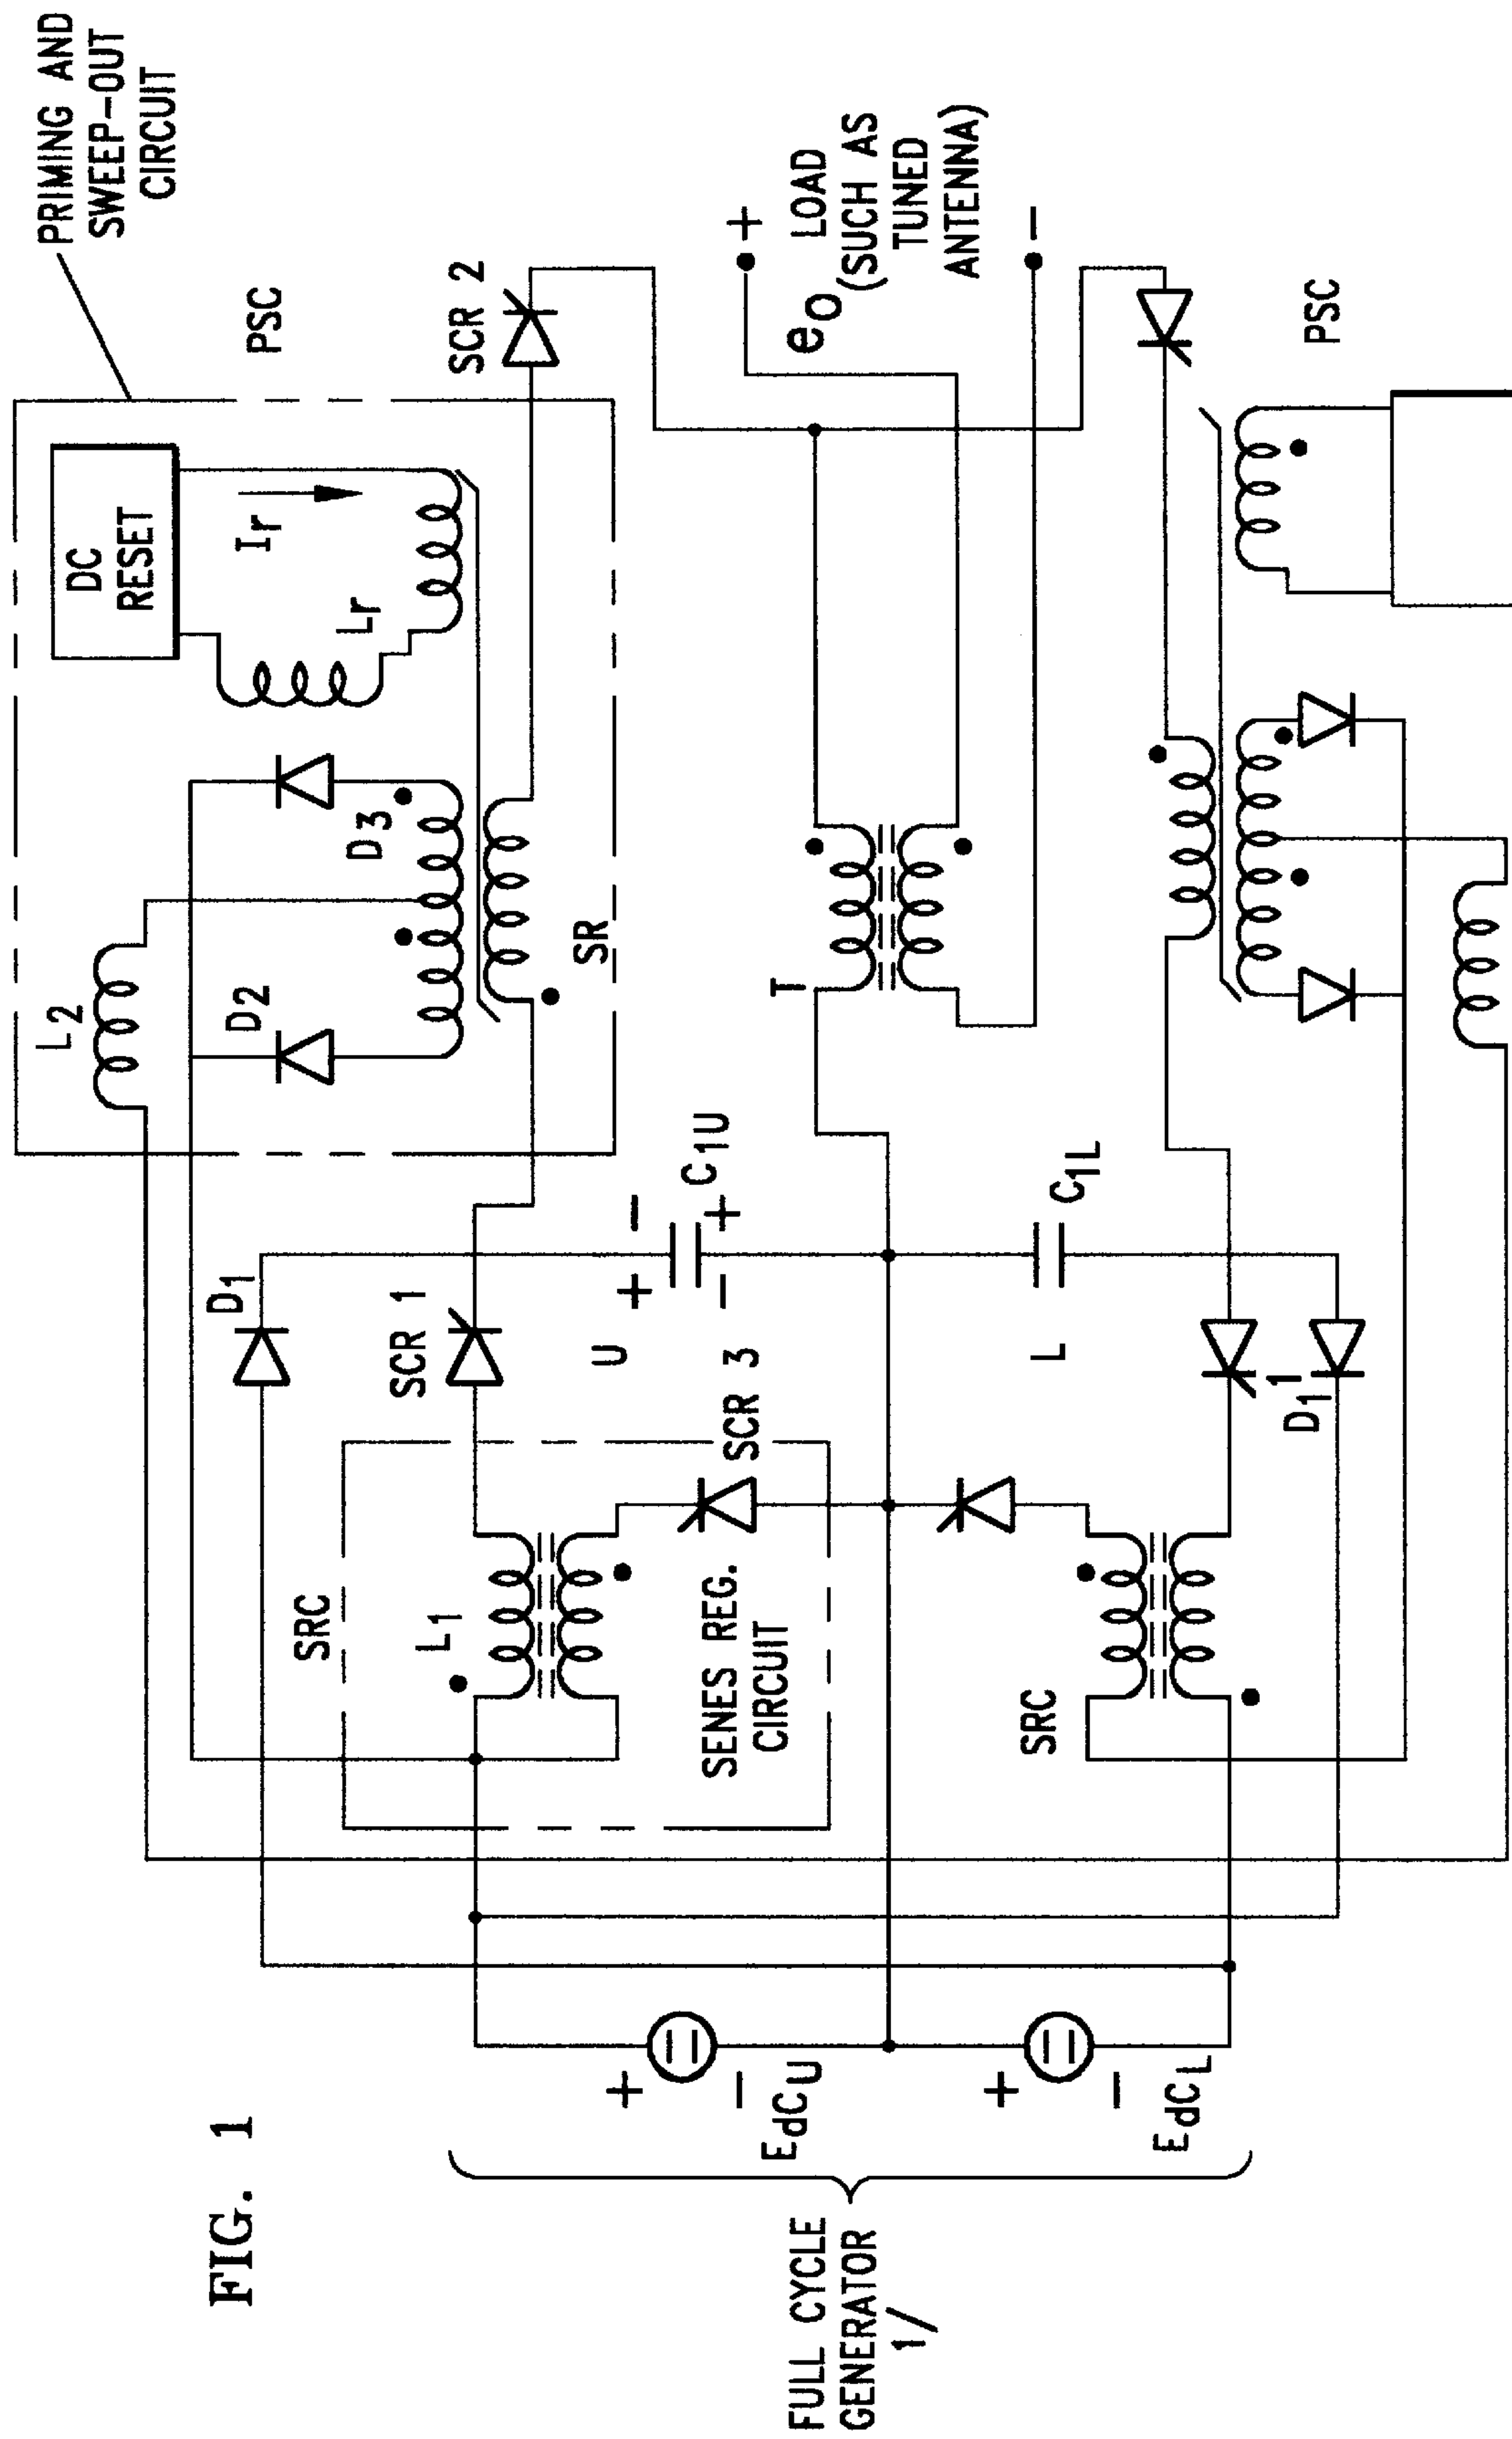 FIG. 1
PRIMING AND
SWEEP-OUT
CIRCUIT
PSC
DC
RESET
Ir
Lr
L2
D2
D3
SR
SCR 2
D1
SCR 1
SRC
L1
SENES REG.
CIRCUIT
SCR 3
U
+ -
- +
C1U
T
+
eo
-
LOAD
(SUCH AS
TUNED
ANTENNA)
FULL CYCLE
GENERATOR
1/
+
-
EdCU
+
-
EdCL
L
C1L
SRC
1
D1
PSC